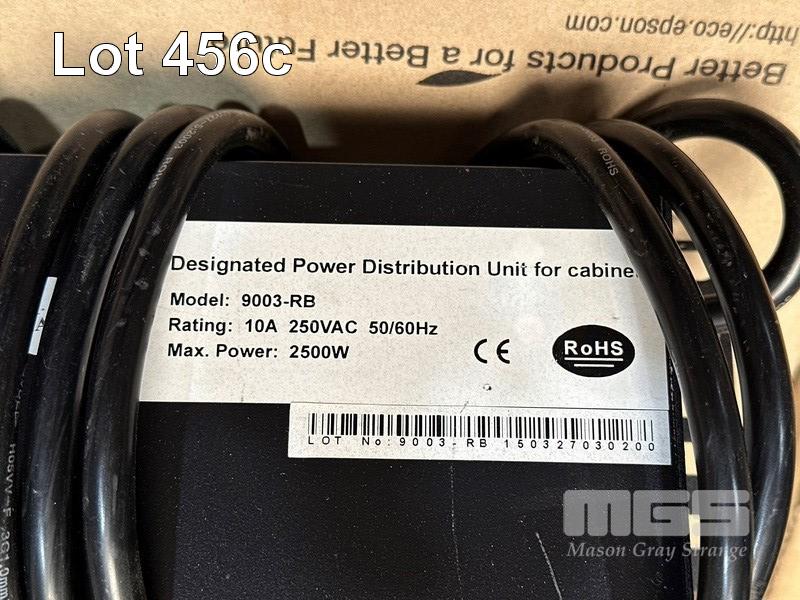 Lot 456c
http://eco.epson.com
Better Products for a Better Future
RoHS
Designated Power Distribution Unit for cabine
Model: 9003-RB
Rating: 10A 250VAC 50/60Hz
Max. Power: 2500W
CE
RoHS
LOT No: 9003-RB 150327030200
MGS
Mason Gray Strange